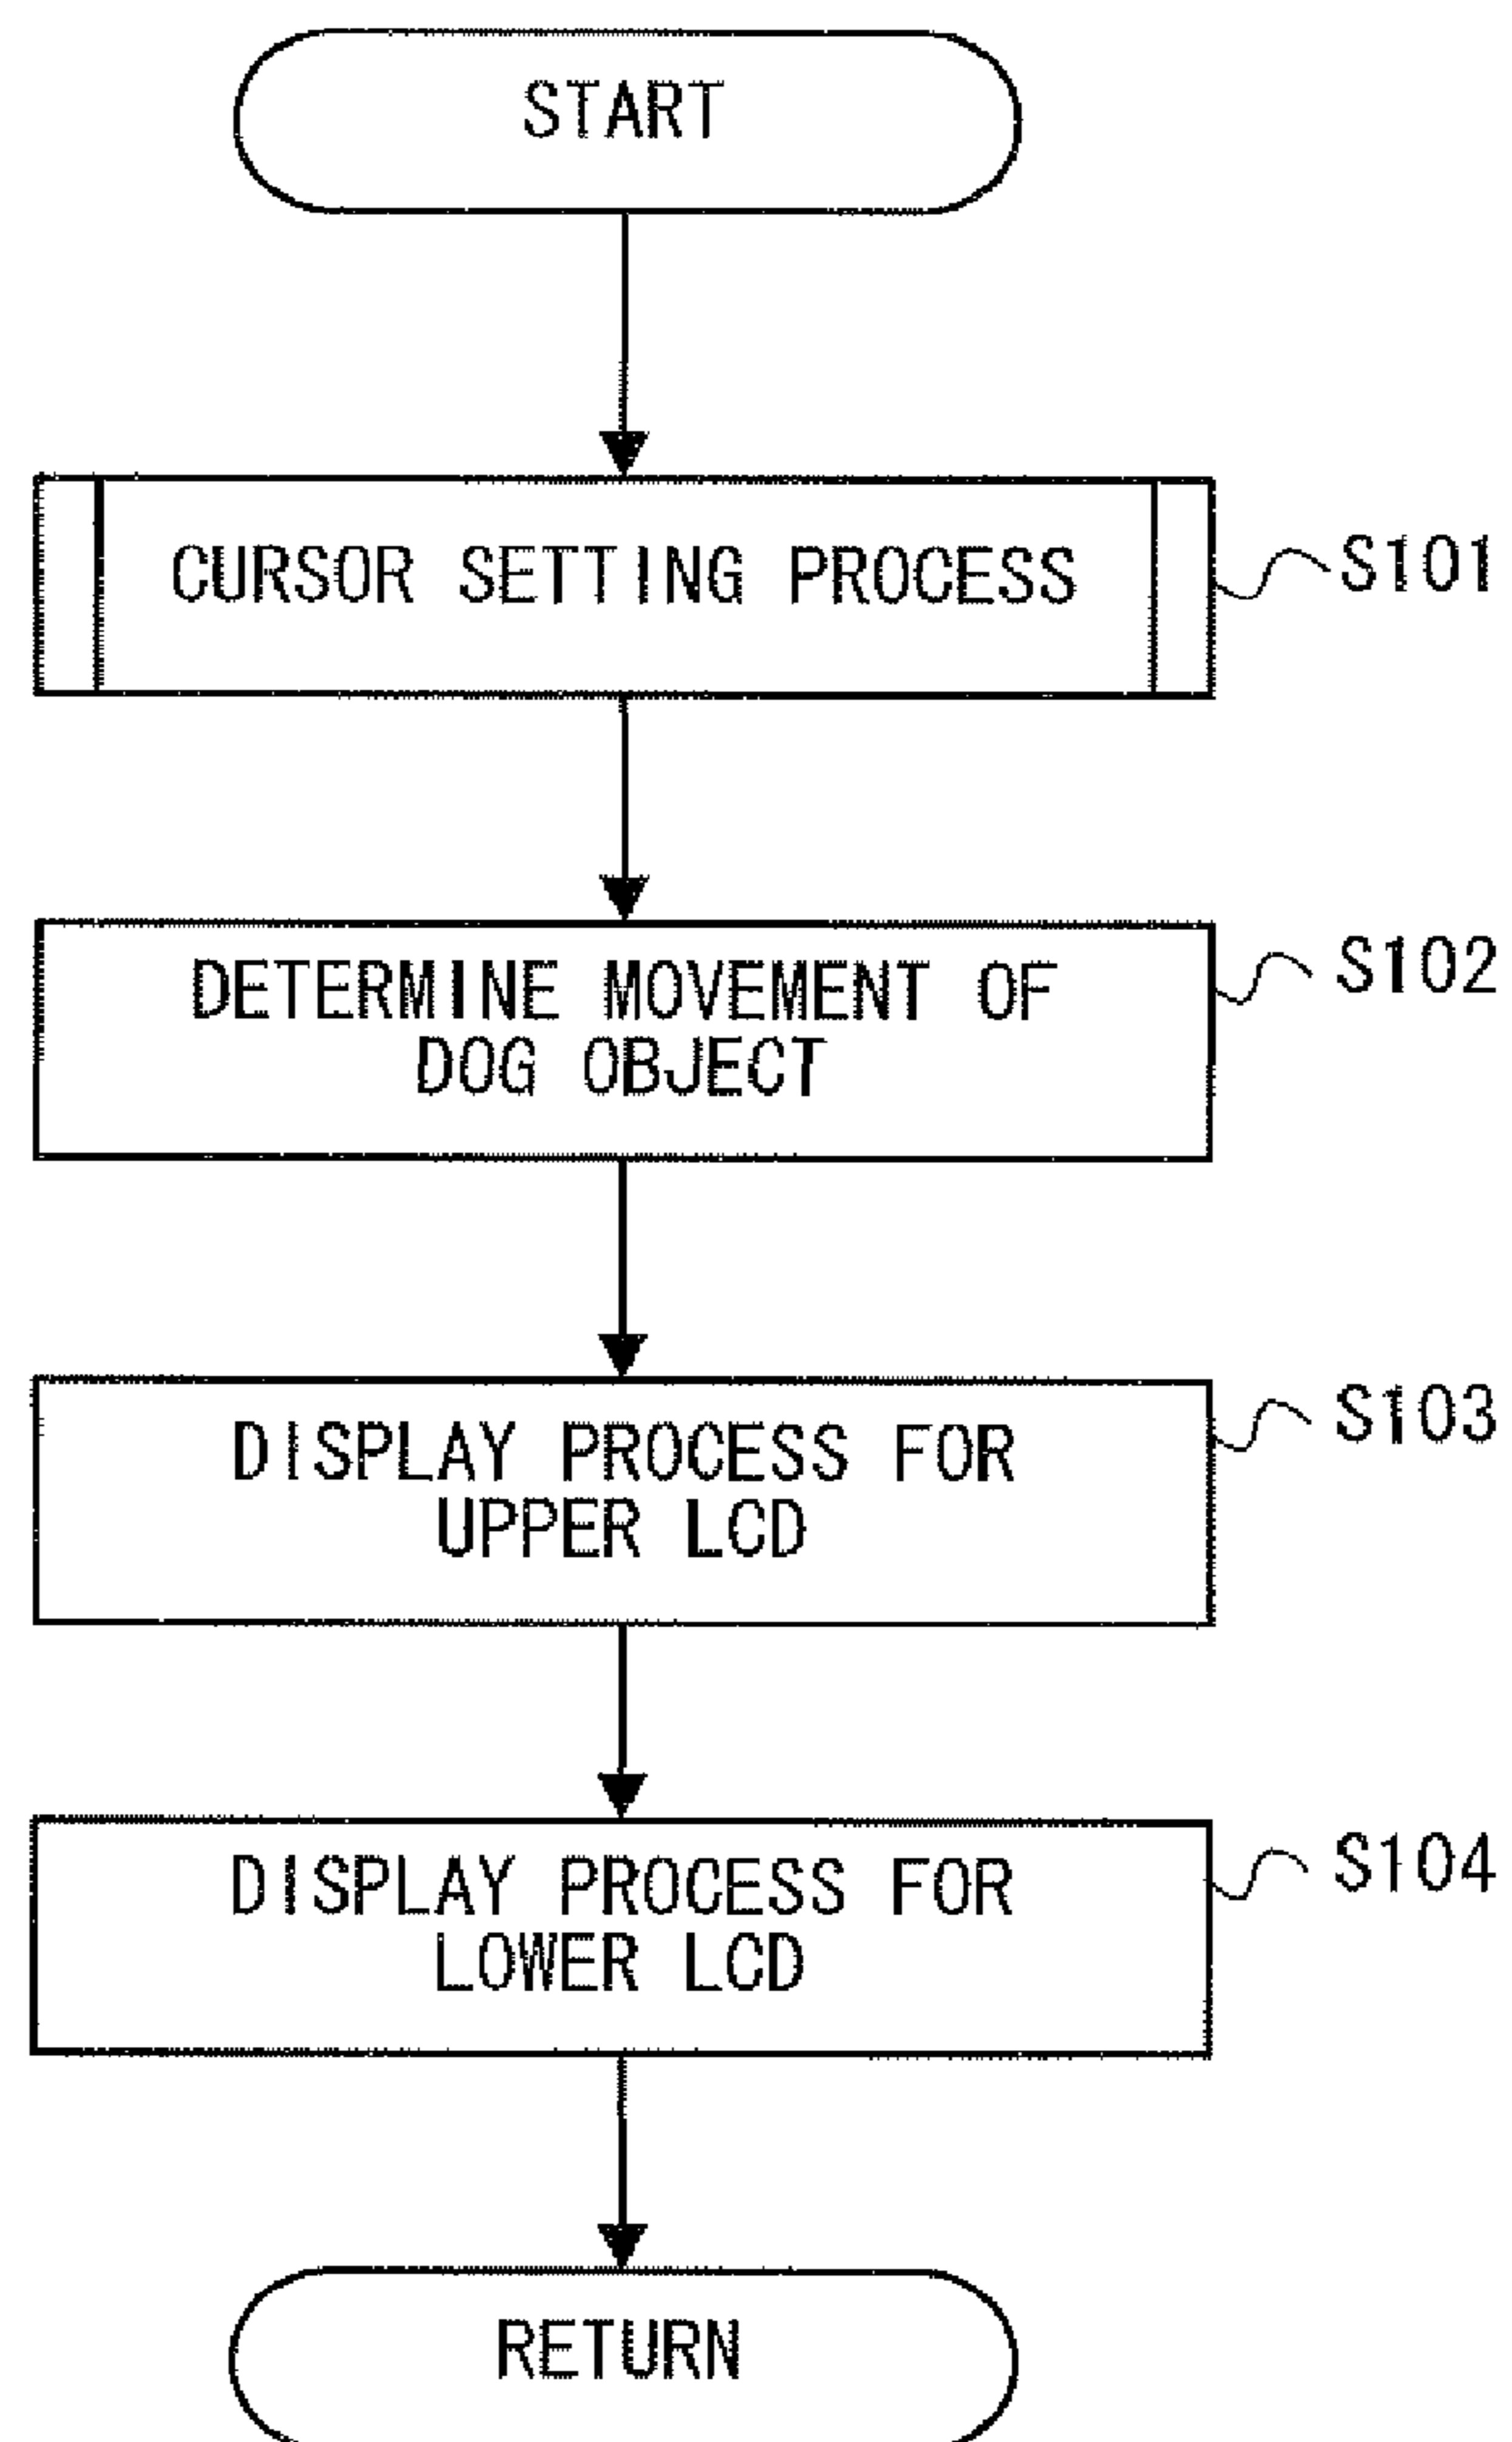 START
CURSOR SETTING PROCESS
S101
DETERMINE MOVEMENT OF
DOG OBJECT
S102
DISPLAY PROCESS FOR
UPPER LCD
S103
DISPLAY PROCESS FOR
LOWER LCD
S104
RETURN